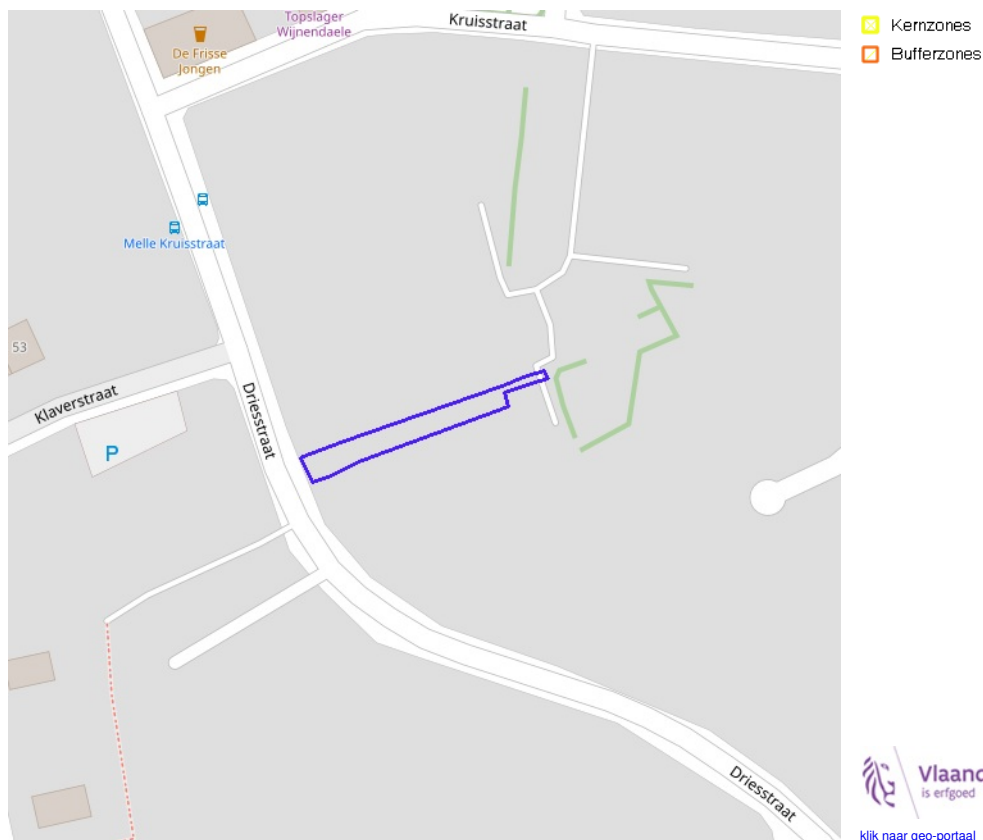 Topslager
Wijnendaele
Kruisstraat
De Frisse
Jongen
Melle Kruisstraat
53
Klaverstraat
Driesstraat
P
Driesstraat
Kernzones
Bufferzones
Vlaand
is erfgoed
klik naar geo-portaal